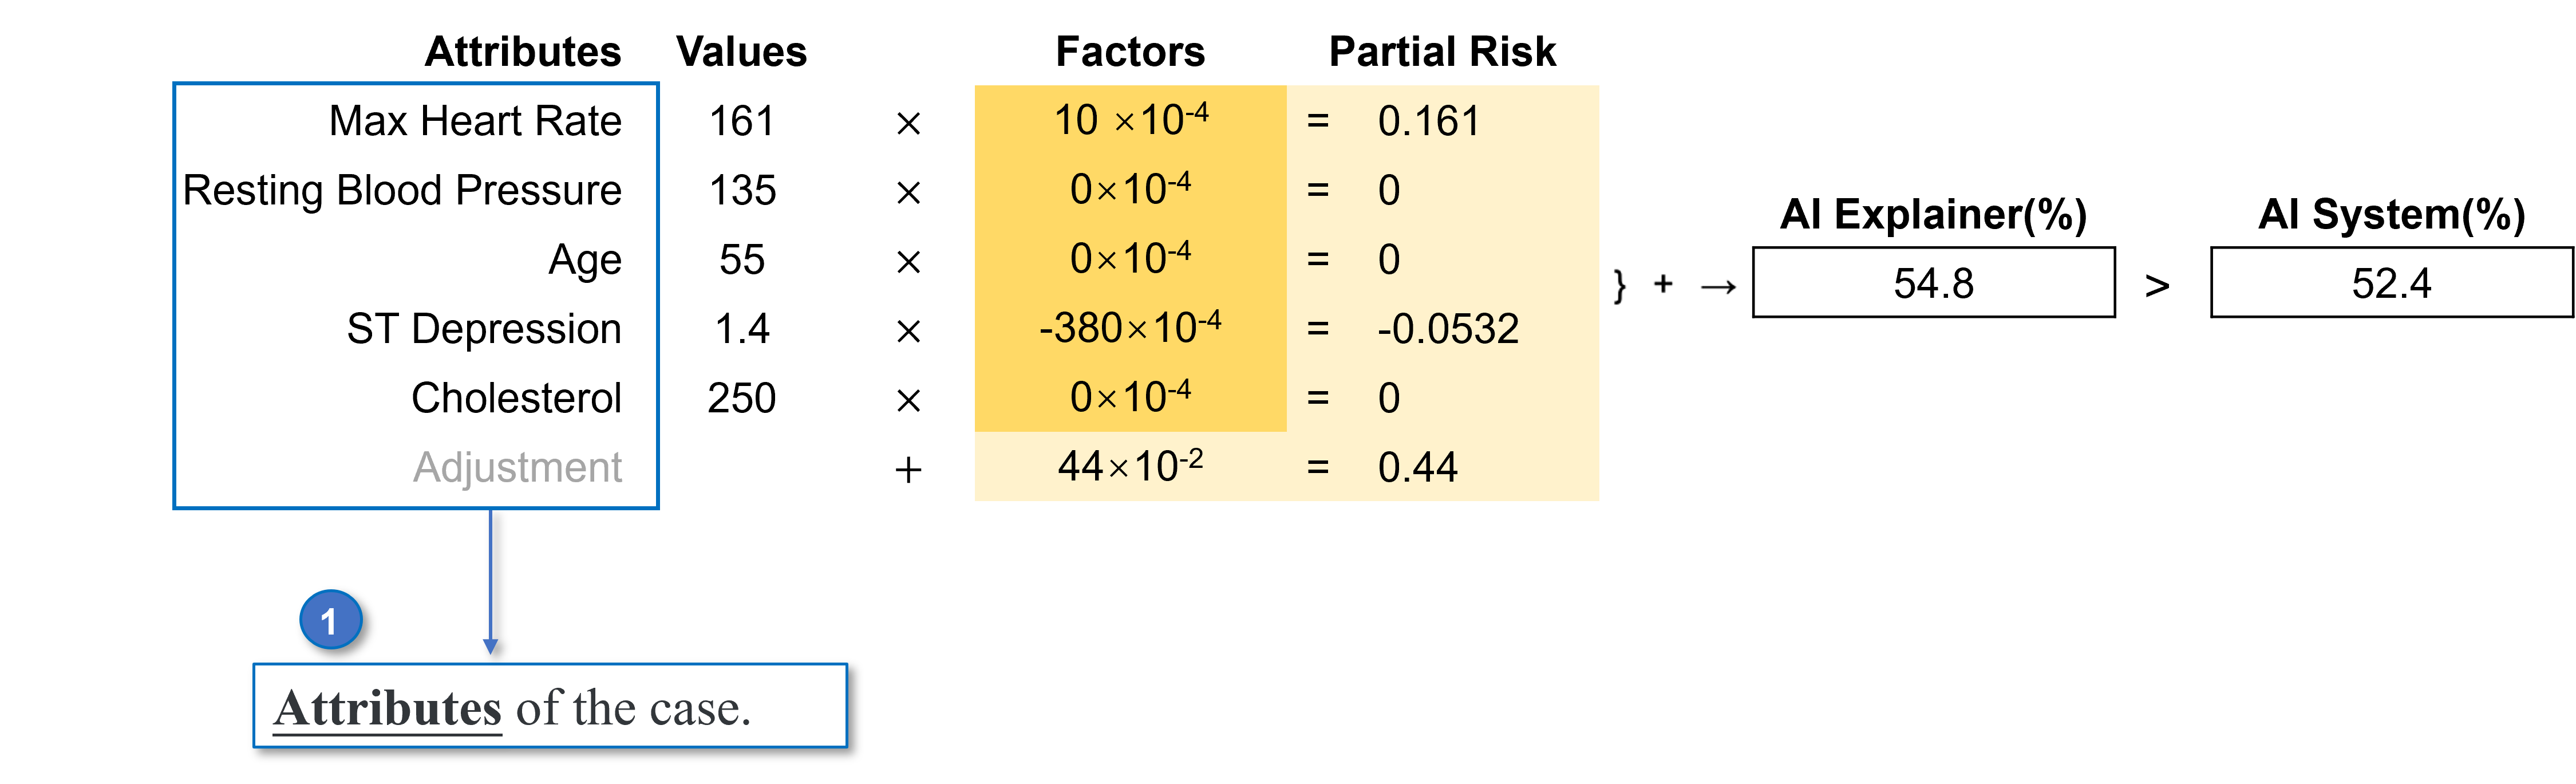 Attributes Values Factors Partial Risk
Max Heart Rate 161 × 10 ×10⁻⁴ = 0.161
Resting Blood Pressure 135 × 0×10⁻⁴ = 0
Age 55 × 0×10⁻⁴ = 0
ST Depression 1.4 × -380×10⁻⁴ = -0.0532
Cholesterol 250 × 0×10⁻⁴ = 0
Adjustment + 44×10⁻² = 0.44
} + →
AI Explainer(%) AI System(%)
54.8 > 52.4
1
Attributes of the case.